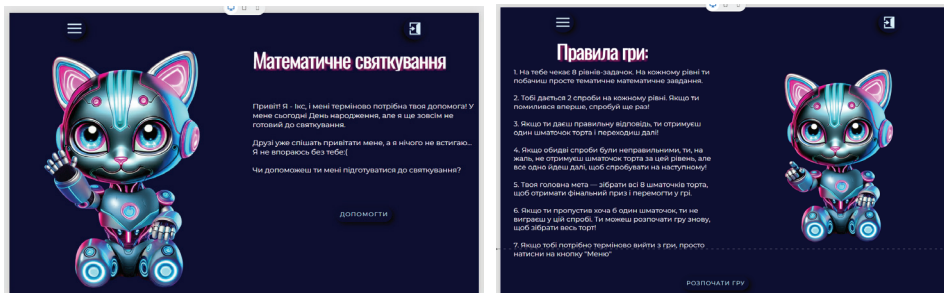 Математичне святкування
Привіт! Я - Ікс, і мені терміново потрібна твоя допомога! У
мене сьогодні День народження, але я ще зовсім не
готовий до святкування.
Друзі уже спішать привітати мене, а я нічого не встигаю...
Я не впораюсь без тебе:(
Чи допоможеш ти мені підготуватися до святкування?
ДОПОМОГТИ
Правила гри:
1. На тебе чекає 8 рівнів-задачок. На кожному рівні ти
побачиш просте тематичне математичне завдання.
2. Тобі дається 2 спроби на кожному рівні. Якщо ти
помилився вперше, спробуй ще раз!
3. Якщо ти даєш правильну відповідь, ти отримуєш
один шматочок торта і переходиш далі!
4. Якщо обидві спроби були неправильними, ти, на
жаль, не отримуєш шматочок торта за цей рівень, але
все одно йдеш далі, щоб спробувати на наступному!
5. Твоя головна мета — зібрати всі 8 шматочків торта,
щоб отримати фінальний приз і перемогти у грі.
6. Якщо ти пропустив хоча б один шматочок, ти не
виграєш у цій спробі. Ти можеш розпочати гру знову,
щоб зібрати весь торт!
7. Якщо тобі потрібно терміново вийти з гри, просто
натисни на кнопку "Меню"
РОЗПОЧАТИ ГРУ